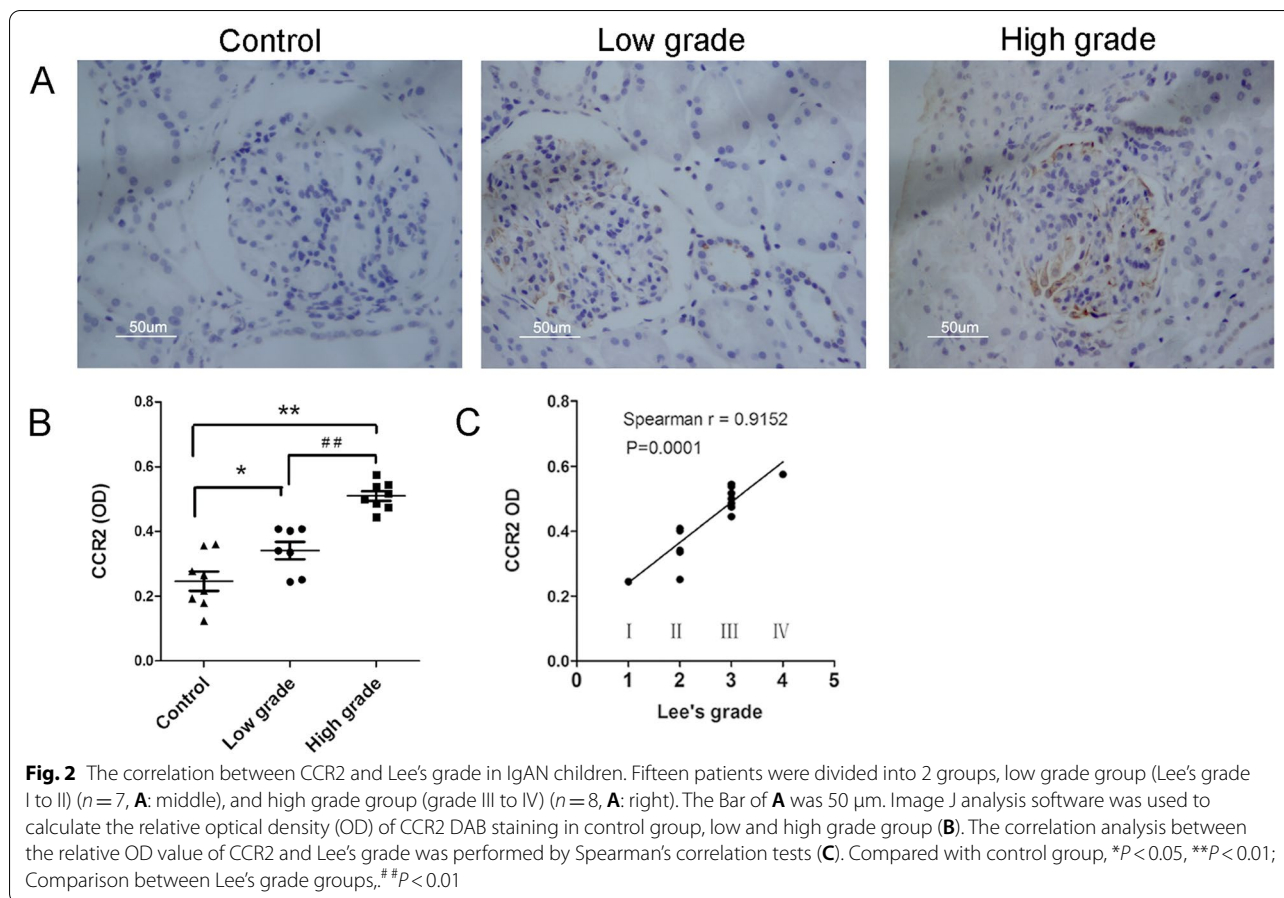 Control
Low grade
High grade
A
50um
50um
50um
B
**
##
*
CCR2 (OD)
0.8
0.6
0.4
0.2
0.0
Control
Low grade
High grade
C
Spearman r = 0.9152
P=0.0001
CCR2 OD
0.8
0.6
0.4
0.2
0.0
I II III IV
0 1 2 3 4 5
Lee's grade
Fig. 2 The correlation between CCR2 and Lee's grade in IgAN children. Fifteen patients were divided into 2 groups, low grade group (Lee's grade
I to II) (n = 7, A: middle), and high grade group (grade III to IV) (n = 8, A: right). The Bar of A was 50 μm. Image J analysis software was used to
calculate the relative optical density (OD) of CCR2 DAB staining in control group, low and high grade group (B). The correlation analysis between
the relative OD value of CCR2 and Lee's grade was performed by Spearman's correlation tests (C). Compared with control group, *P < 0.05, **P < 0.01;
Comparison between Lee's grade groups,.# #P < 0.01